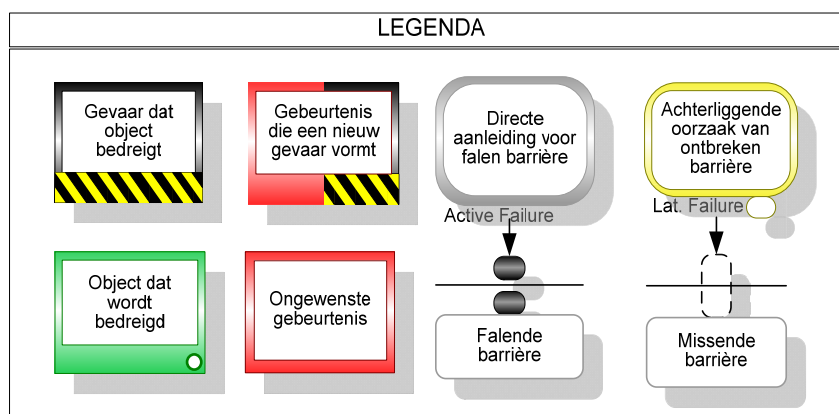 LEGENDA
Gevaar dat
object
bedreigt
Gebeurtenis
die een nieuw
gevaar vormt
Directe
aanleiding voor
falen barrière
Achterliggende
oorzaak van
ontbreken
barrière
Active Failure
Lat. Failure
Object dat
wordt
bedreigd
Ongewenste
gebeurtenis
Falende
barrière
Missende
barrière